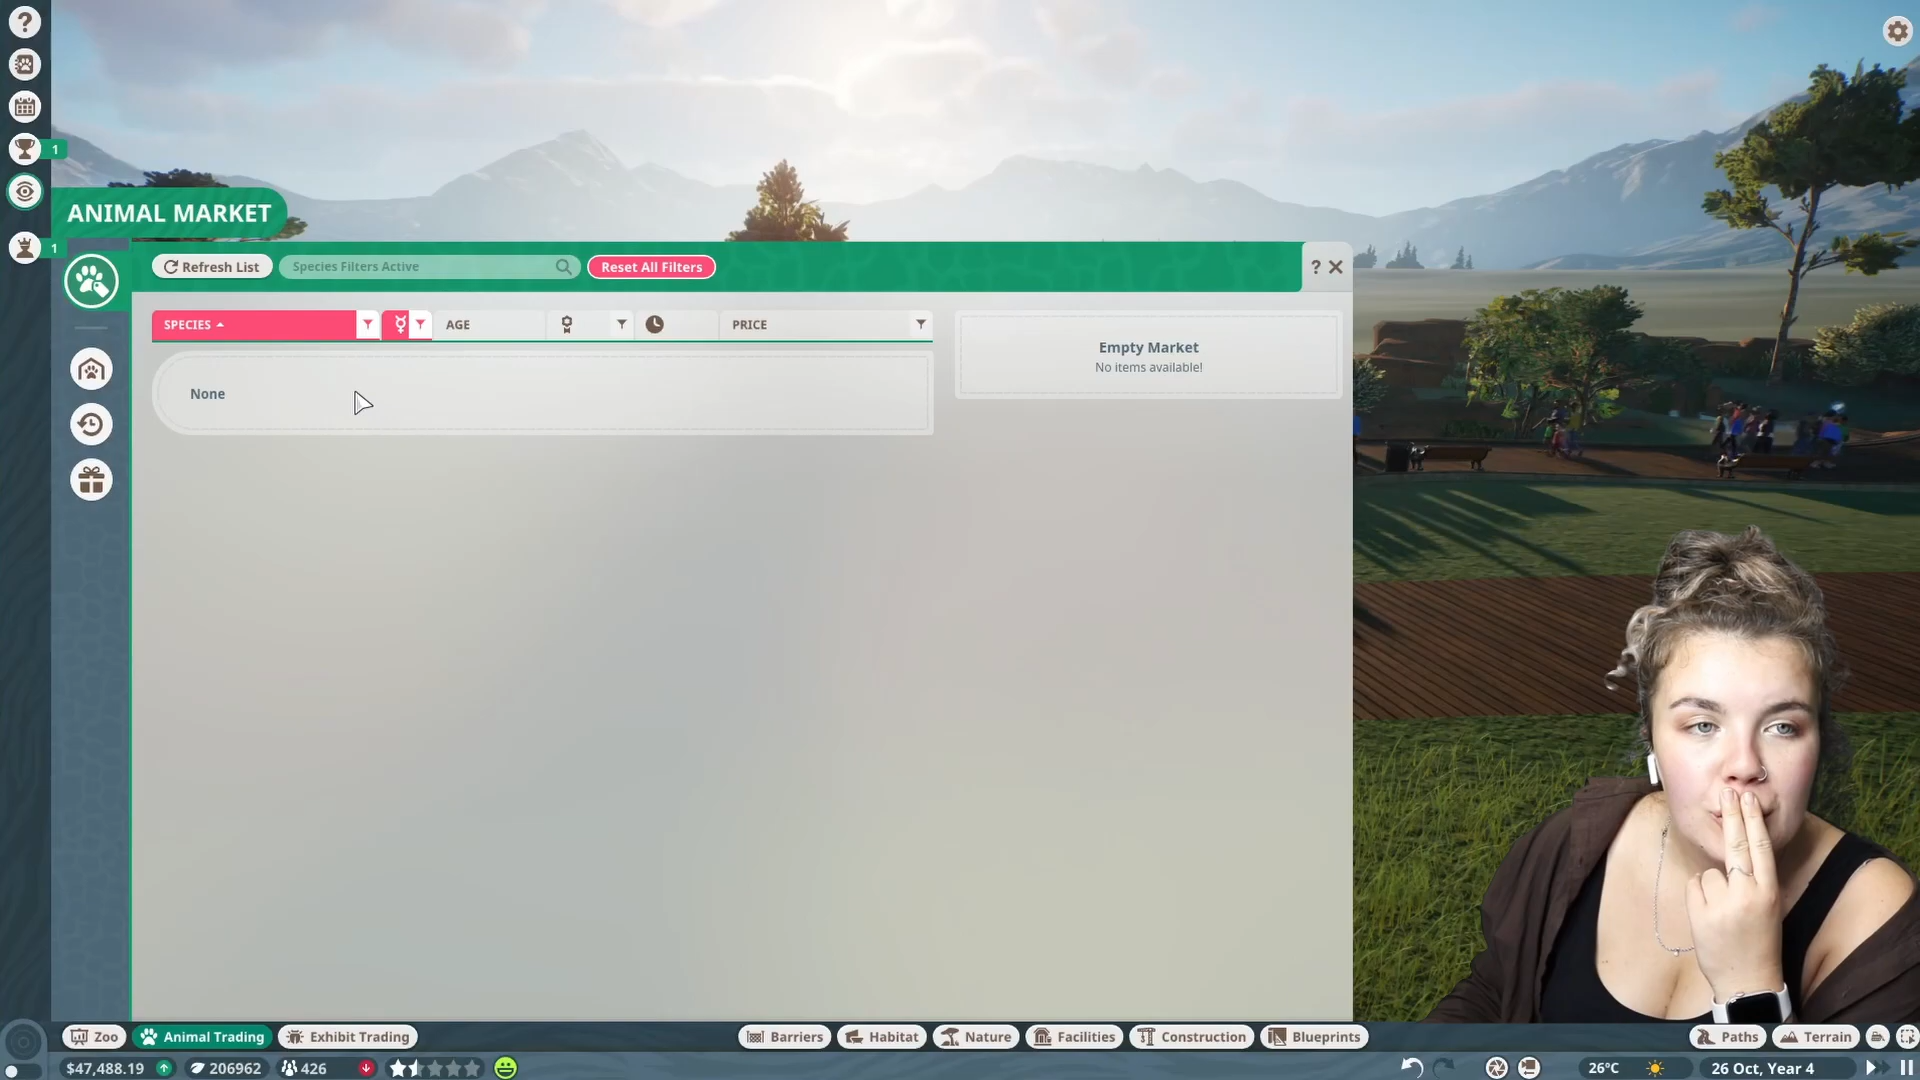 1
ANIMAL MARKET
1
Refresh List
Species Filters Active
Reset All Filters
?
SPECIES
AGE
PRICE
None
Empty Market
No items available!
Zoo
Animal Trading
Exhibit Trading
Barriers
Habitat
Nature
Facilities
Construction
Blueprints
Paths
Terrain
$47,488.19
206962
426
26°C
26 Oct, Year 4